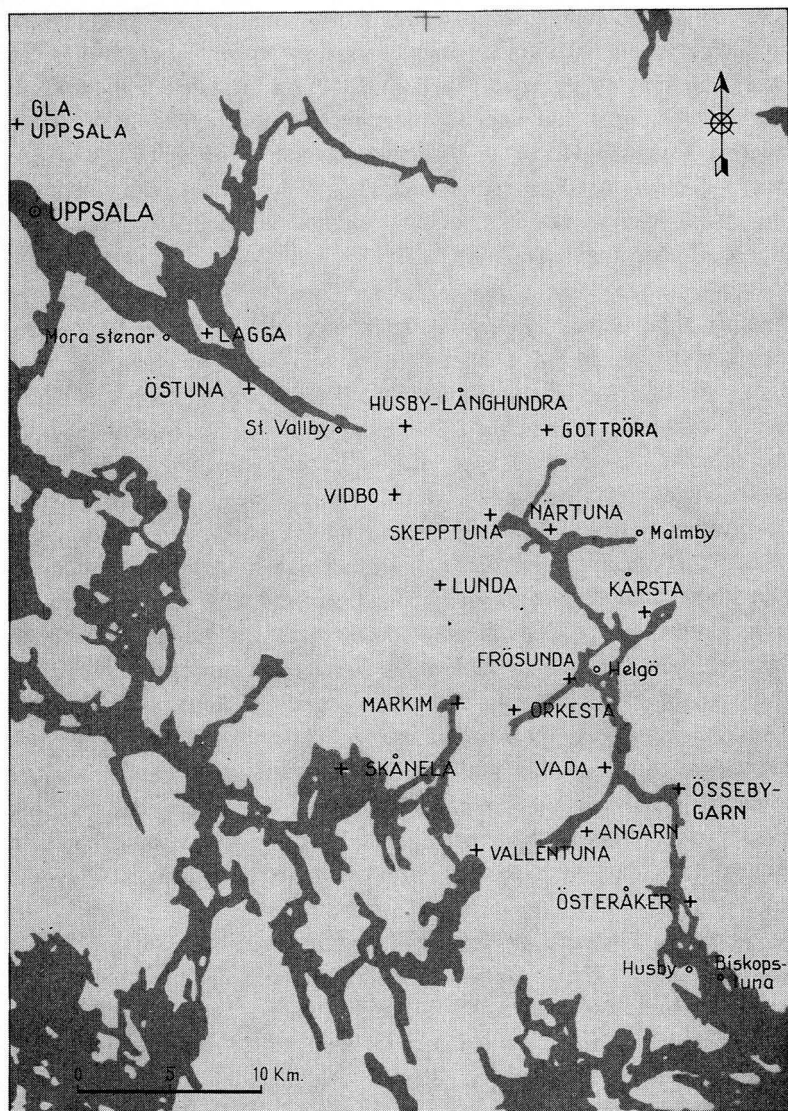 GLA.
UPPSALA
UPPSALA
Mora stenar
LAGGA
ÖSTUNA
HUSBY-LÅNGHUNDRA
St. Vallby
GOTTRÖRA
VIDBO
SKEPPTUNA
NÄRTUNA
Malmby
LUNDA
KÅRSTA
FRÖSUNDA
Helgö
MARKIM
ORKESTA
SKÅNELA
VADA
ÖSSEBY-
GARN
ANGARN
VALLENTUNA
ÖSTERÅKER
Husby
Biskops-
tuna
0 5 10 Km.